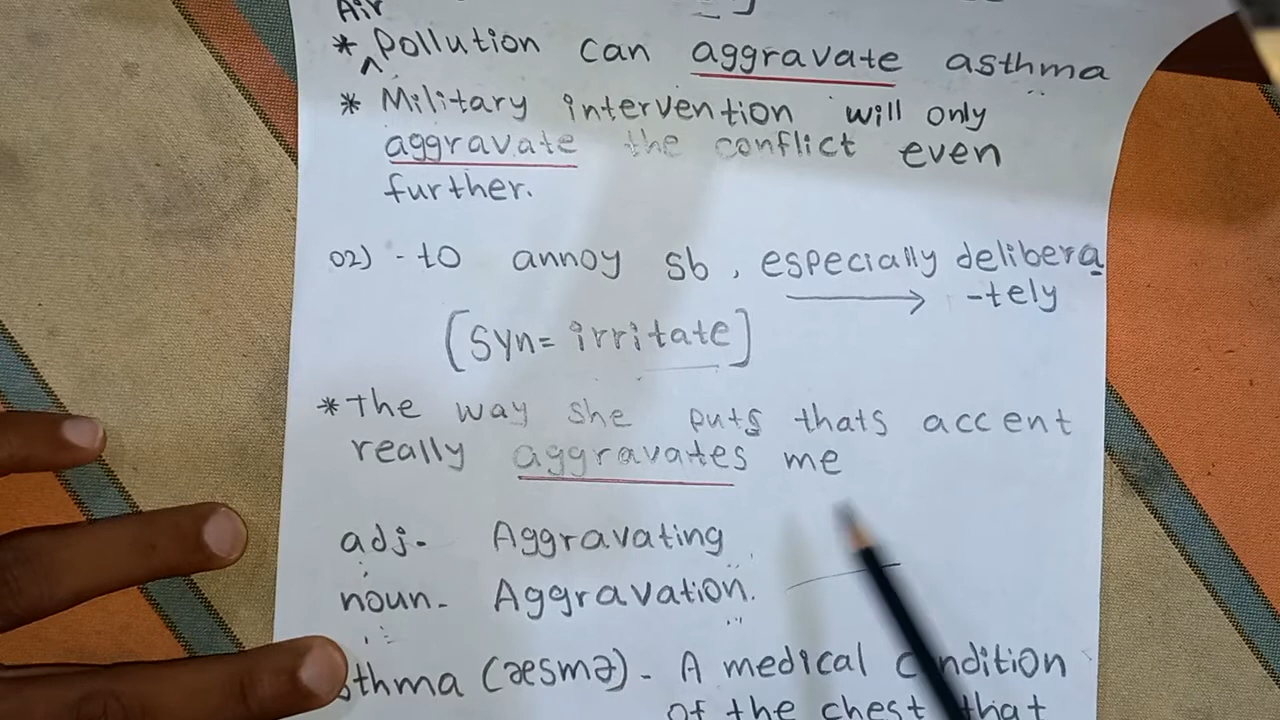 Air
* ^ Pollution can aggravate asthma
* Military intervention will only
aggravate the conflict even
further.
02) - to annoy sb, especially delibera
-tely
[Syn= irritate]
* The way she puts thats accent
really aggravates me
adj- Aggravating
noun- Aggravation.
sthma (æsmə) - A medical condition
of the chest that